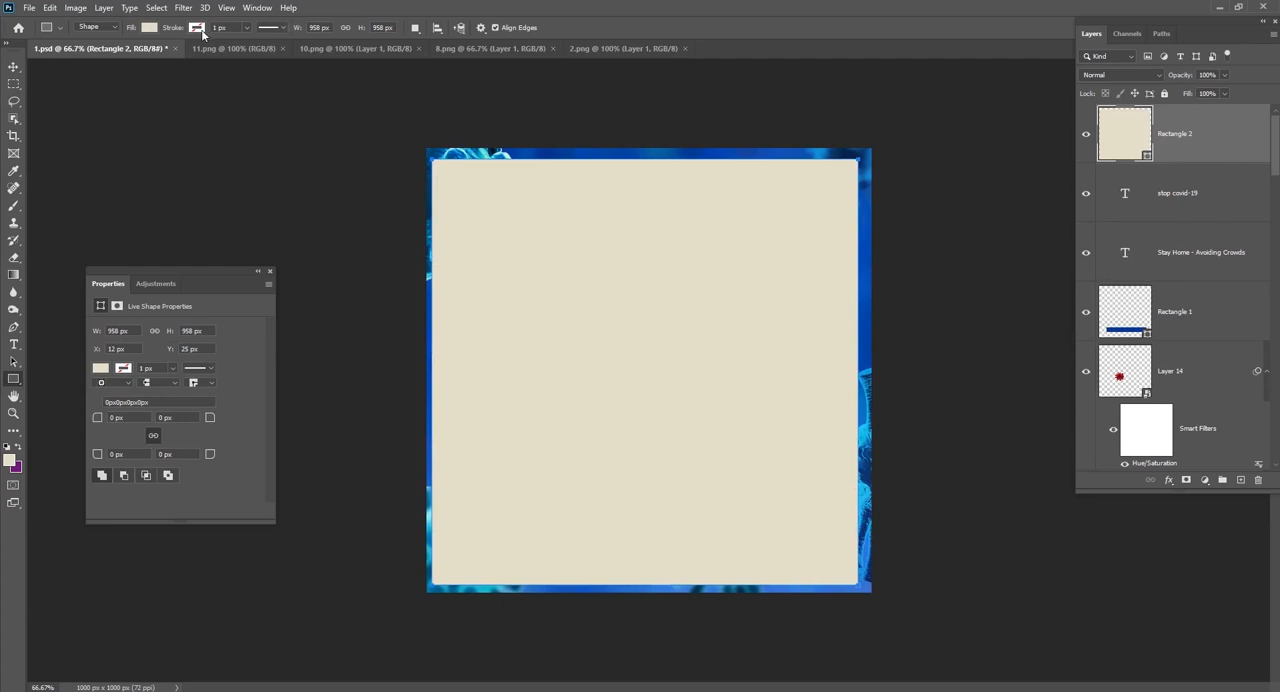 Ps File Edit Image Layer Type Select Filter 3D View Window Help
Shape Fill: Stroke: 1 px W: 958 px H: 958 px Align Edges
1.psd @ 66.7% (Rectangle 2, RGB/8#) * × 11.png @ 100% (RGB/8) × 10.png @ 100% (Layer 1, RGB/8) × 8.png @ 66.7% (Layer 1, RGB/8) × 2.png @ 100% (Layer 1, RGB/8) ×
Layers Channels Paths
Kind
Normal Opacity: 100%
Lock: Fill: 100%
Rectangle 2
stop covid-19
Stay Home - Avoiding Crowds
Rectangle 1
Layer 14
Smart Filters
Hue/Saturation
Properties Adjustments
Live Shape Properties
W: 958 px H: 958 px
X: 12 px Y: 25 px
1 px
0px0px0px0px
0 px 0 px
0 px 0 px
66.67% 1000 px x 1000 px (72 ppi)